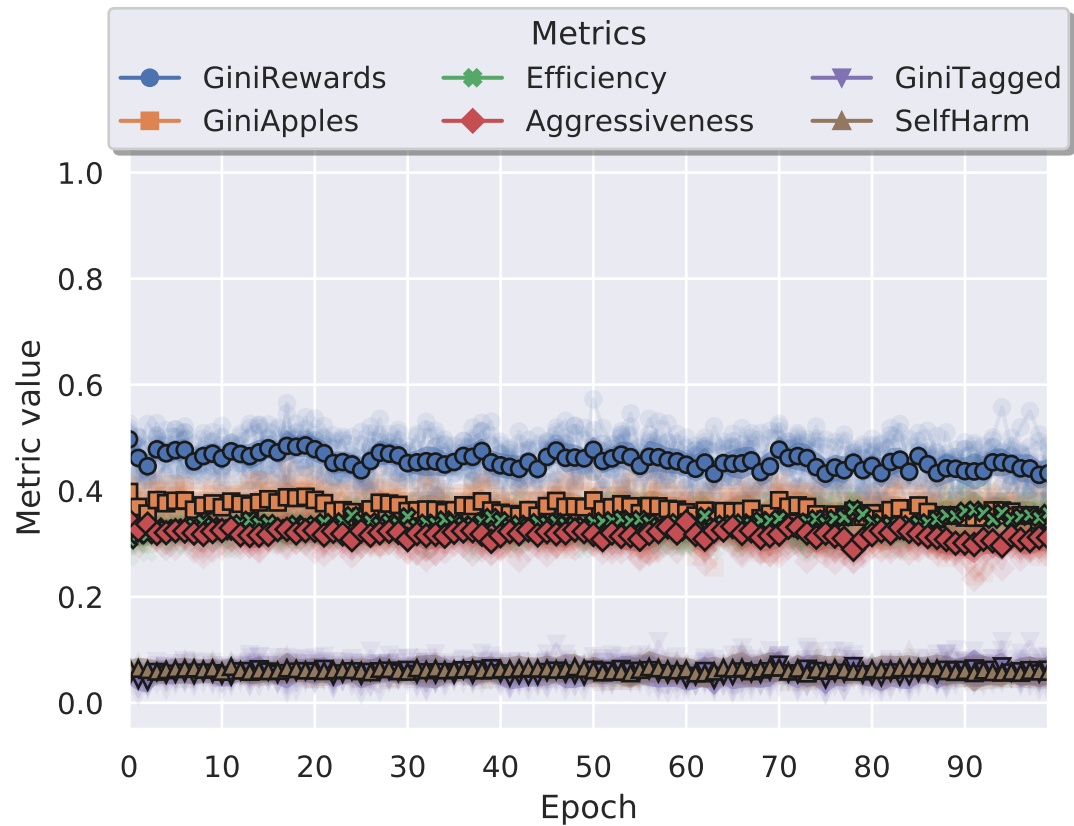 Metrics
GiniRewards Efficiency GiniTagged
GiniApples Aggressiveness SelfHarm
1.0
0.8
0.6
0.4
0.2
0.0
Metric value
0 10 20 30 40 50 60 70 80 90
Epoch